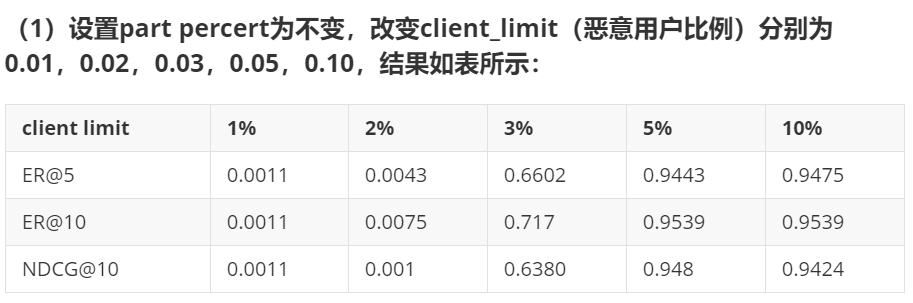 （1）设置part percert为不变，改变client_limit（恶意用户比例）分别为
0.01，0.02，0.03，0.05，0.10，结果如表所示：
client limit 1% 2% 3% 5% 10%
ER@5 0.0011 0.0043 0.6602 0.9443 0.9475
ER@10 0.0011 0.0075 0.717 0.9539 0.9539
NDCG@10 0.0011 0.001 0.6380 0.948 0.9424